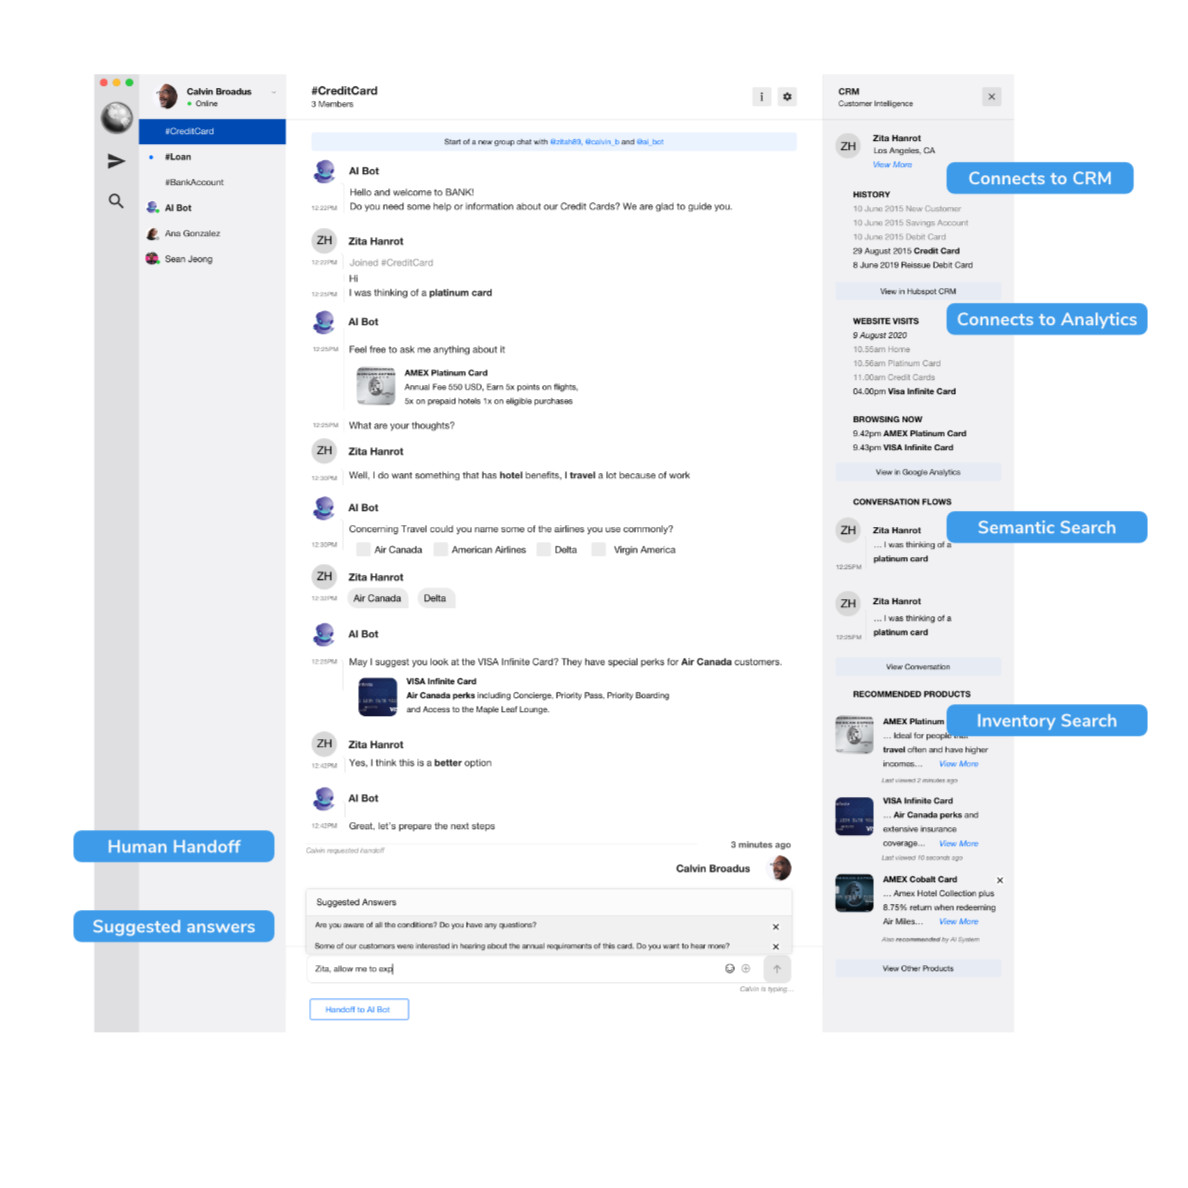 Calvin Broadus
Online
#CreditCard
#Loan
#BankAccount
AI Bot
Ana Gonzalez
Sean Jeong
#CreditCard
3 Members
i
Start of a new group chat with @zitah89, @calvin_b and @ai_bot
AI Bot
Hello and welcome to BANK!
12:22PM Do you need some help or information about our Credit Cards? We are glad to guide you.
ZH Zita Hanrot
12:23PM Joined #CreditCard
Hi
12:25PM I was thinking of a platinum card
AI Bot
12:25PM Feel free to ask me anything about it
AMEX Platinum Card
Annual Fee 550 USD, Earn 5x points on flights,
5x on prepaid hotels 1x on eligible purchases
12:25PM What are your thoughts?
ZH Zita Hanrot
12:30PM Well, I do want something that has hotel benefits, I travel a lot because of work
AI Bot
Concerning Travel could you name some of the airlines you use commonly?
12:30PM Air Canada American Airlines Delta Virgin America
ZH Zita Hanrot
Air Canada Delta
AI Bot
May I suggest you look at the VISA Infinite Card? They have special perks for Air Canada customers.
VISA Infinite Card
Air Canada perks including Concierge, Priority Pass, Priority Boarding
and Access to the Maple Leaf Lounge.
ZH Zita Hanrot
12:42PM Yes, I think this is a better option
AI Bot
12:42PM Great, let's prepare the next steps
Calvin requested handoff
3 minutes ago
Calvin Broadus
Suggested Answers
Are you aware of all the conditions? Do you have any questions?
Some of our customers were interested in hearing about the annual requirements of this card. Do you want to hear more?
Zita, allow me to exp
Calvin is typing...
Handoff to AI Bot
Human Handoff
Suggested answers
CRM
Customer Intelligence
ZH Zita Hanrot
Los Angeles, CA
View More
Connects to CRM
HISTORY
10 June 2015 New Customer
10 June 2015 Savings Account
10 June 2015 Debit Card
29 August 2015 Credit Card
8 June 2019 Reissue Debit Card
View in Hubspot CRM
WEBSITE VISITS
Connects to Analytics
9 August 2020
10.55am Home
10.56am Platinum Card
11.00am Credit Cards
04.00pm Visa Infinite Card
BROWSING NOW
9.42pm AMEX Platinum Card
9.43pm VISA Infinite Card
View in Google Analytics
CONVERSATION FLOWS
Semantic Search
ZH Zita Hanrot
... I was thinking of a
platinum card
12:25PM
ZH Zita Hanrot
... I was thinking of a
platinum card
12:25PM
View Conversation
RECOMMENDED PRODUCTS
Inventory Search
AMEX Platinum
... Ideal for people
travel often and have higher
incomes... View More
Last viewed 2 minutes ago
VISA Infinite Card
... Air Canada perks and
extensive insurance
coverage... View More
Last viewed 10 seconds ago
AMEX Cobalt Card
... Amex Hotel Collection plus
8.75% return when redeeming
Air Miles... View More
Also recommended by AI System
View Other Products